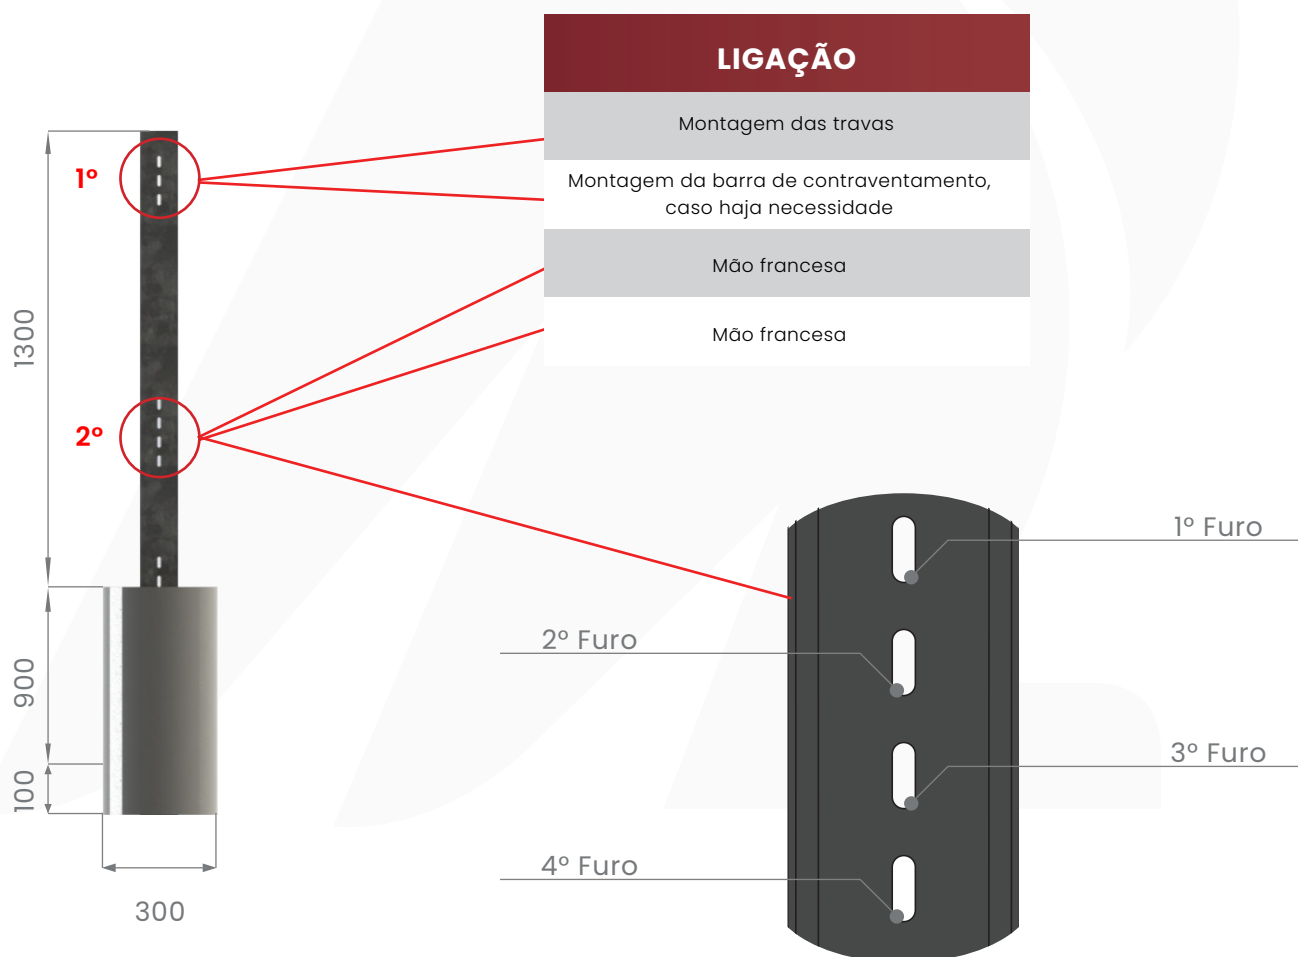 LIGAÇÃO
Montagem das travas
Montagem da barra de contraventamento,
caso haja necessidade
Mão francesa
Mão francesa
1º
2º
1300
900
100
300
1º Furo
2º Furo
3º Furo
4º Furo